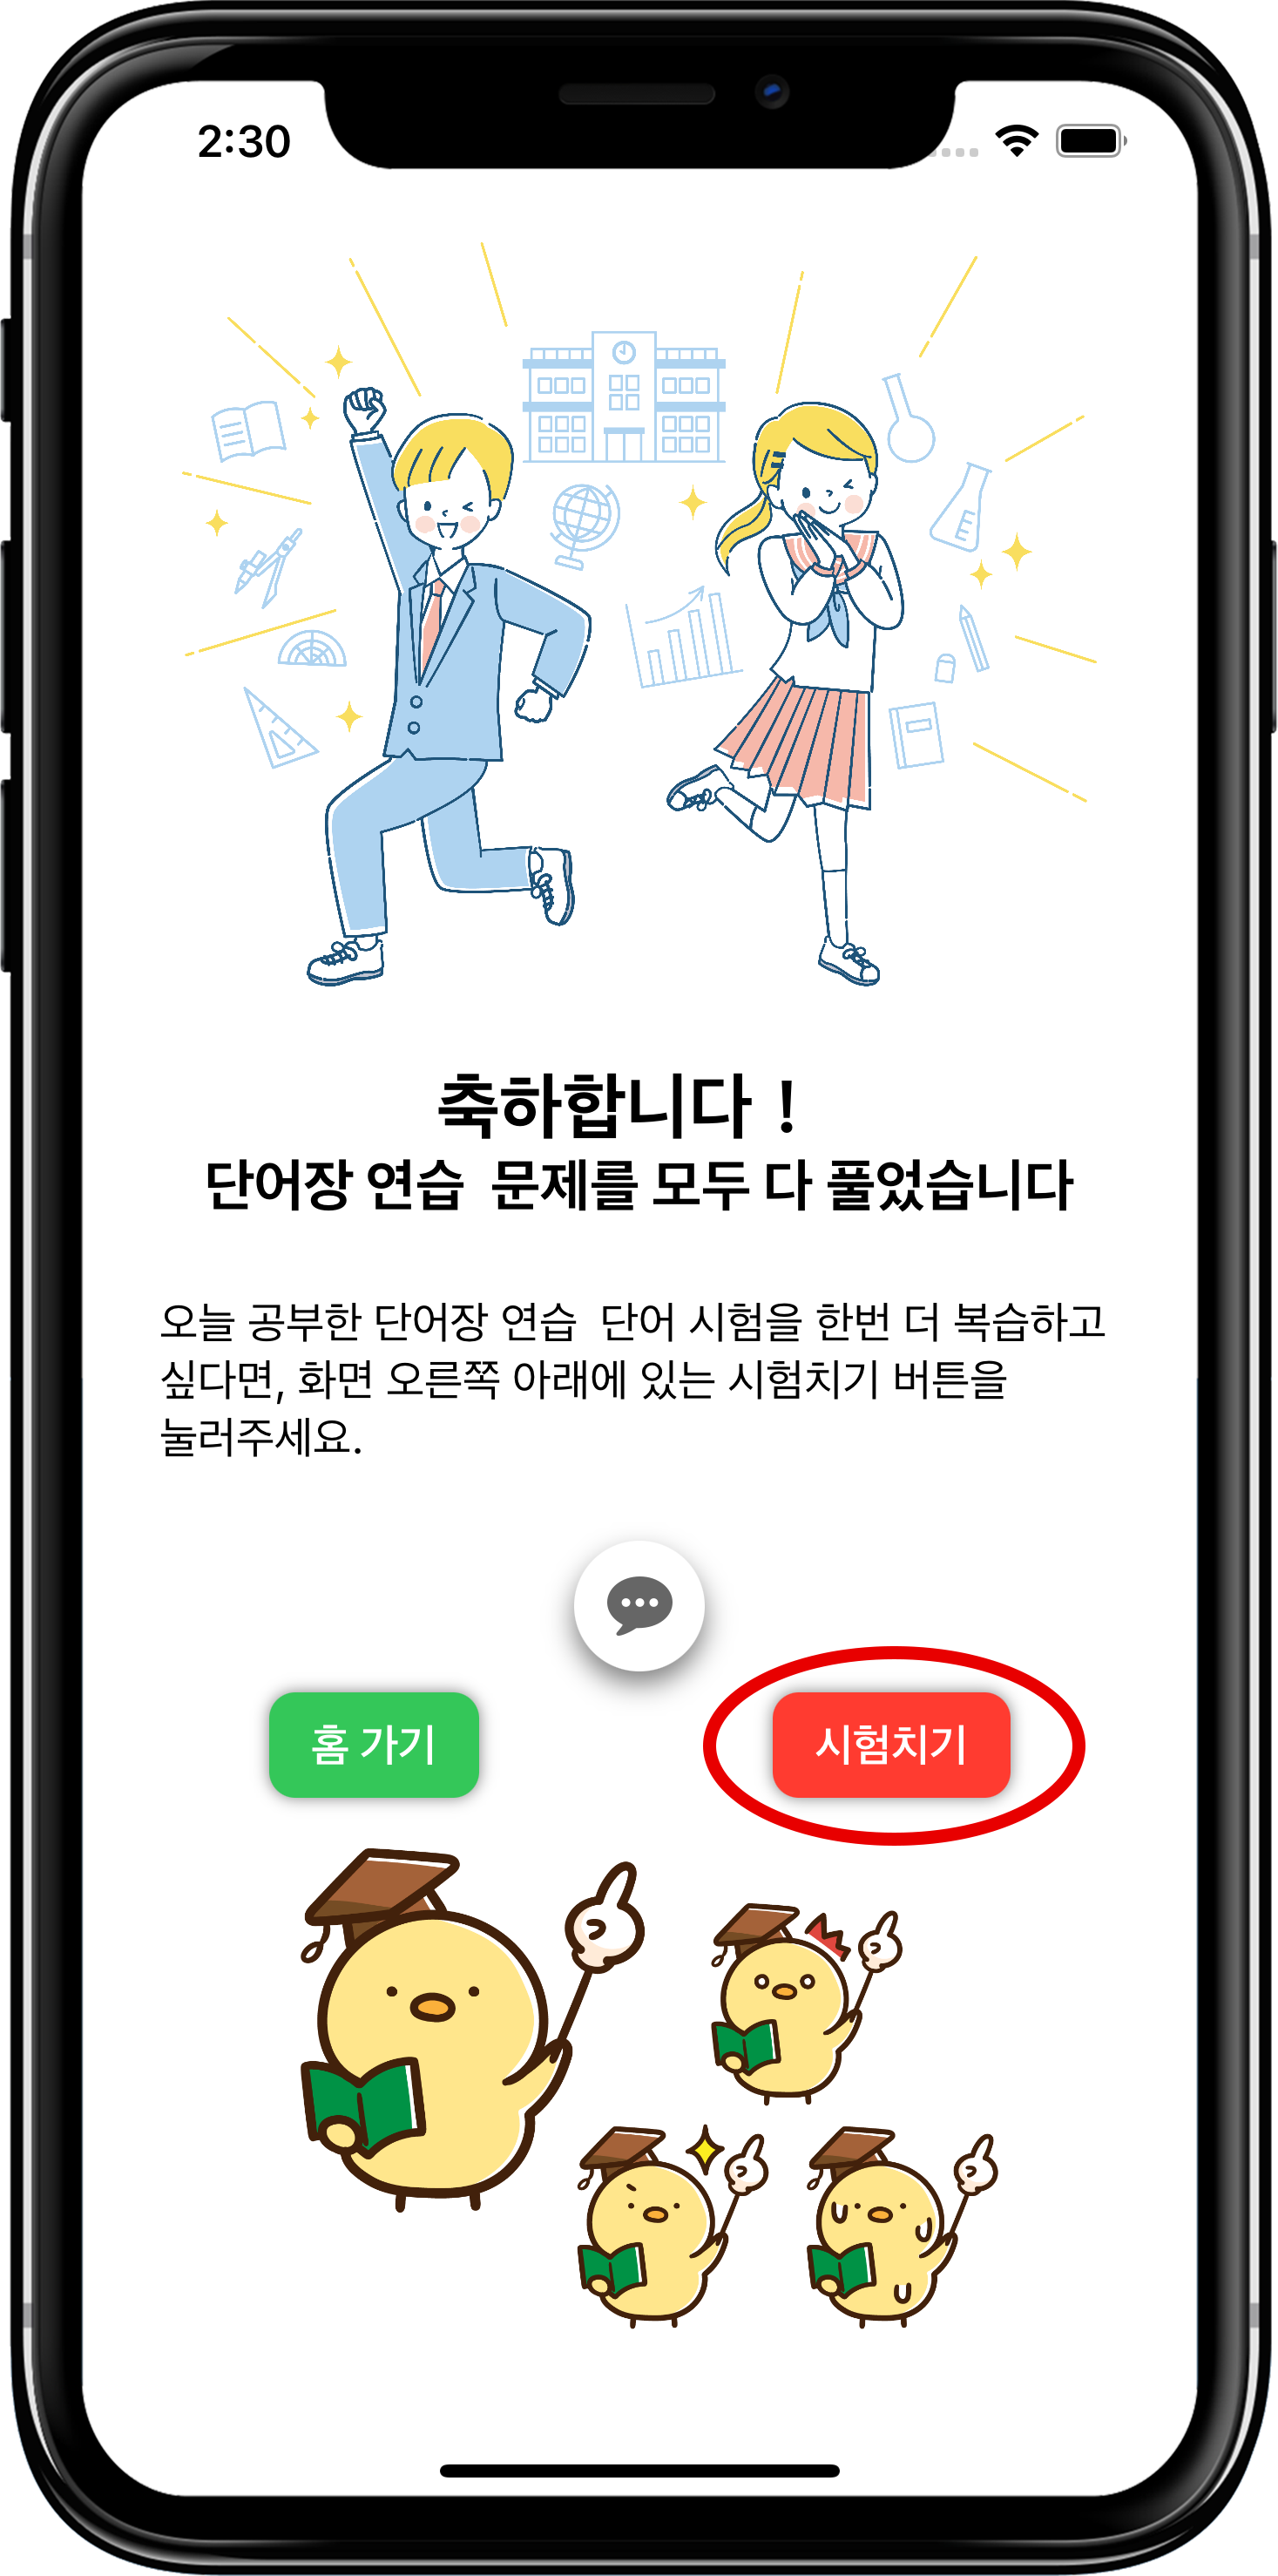 2:30
축하합니다 !
단어장 연습  문제를 모두 다 풀었습니다
오늘 공부한 단어장 연습  단어 시험을 한번 더 복습하고
싶다면, 화면 오른쪽 아래에 있는 시험치기 버튼을
눌러주세요.
홈 가기
시험치기